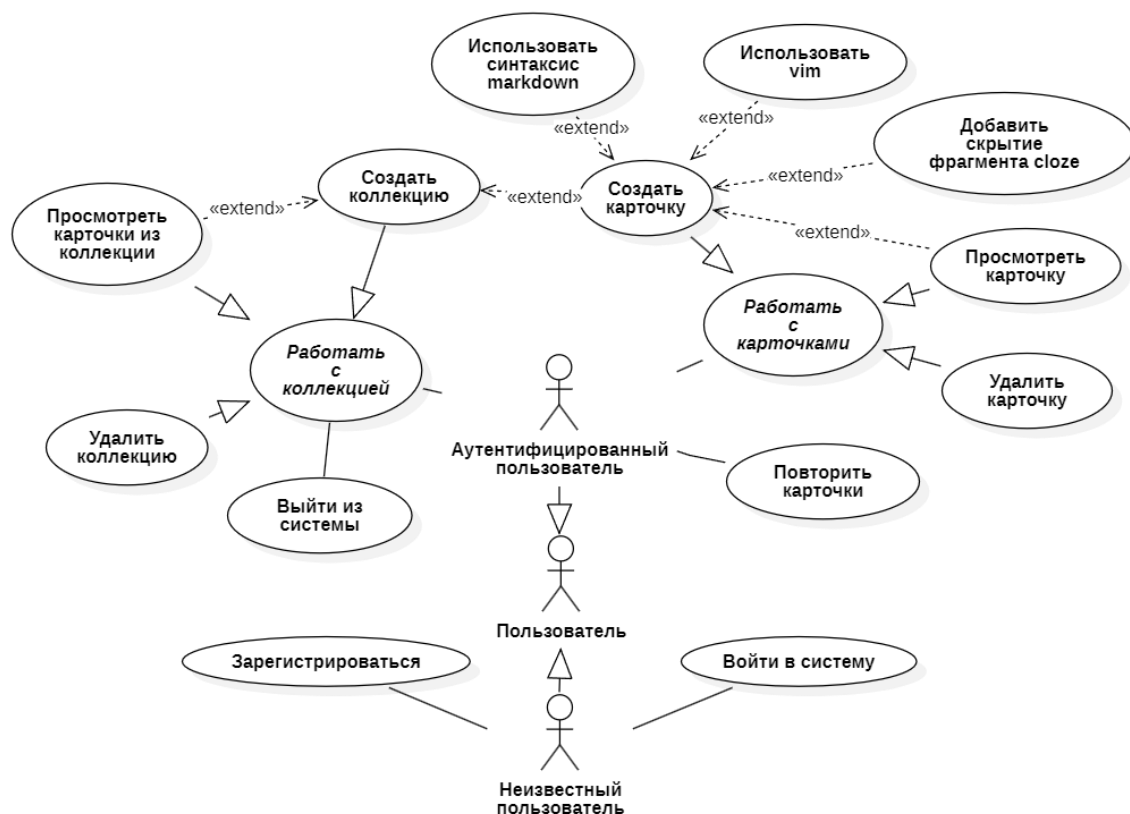 Использовать
синтаксис
markdown
Использовать
vim
«extend»
«extend»
Добавить
скрытие
фрагмента cloze
Создать
коллекцию
«extend»
Создать
карточку
«extend»
Просмотреть
карточки из
коллекции
«extend»
«extend»
Просмотреть
карточку
Работать
с
коллекцией
Работать
с
карточками
Удалить
карточку
Удалить
коллекцию
Аутентифицированный
пользователь
Повторить
карточки
Выйти из
системы
Пользователь
Зарегистрироваться
Войти в систему
Неизвестный
пользователь